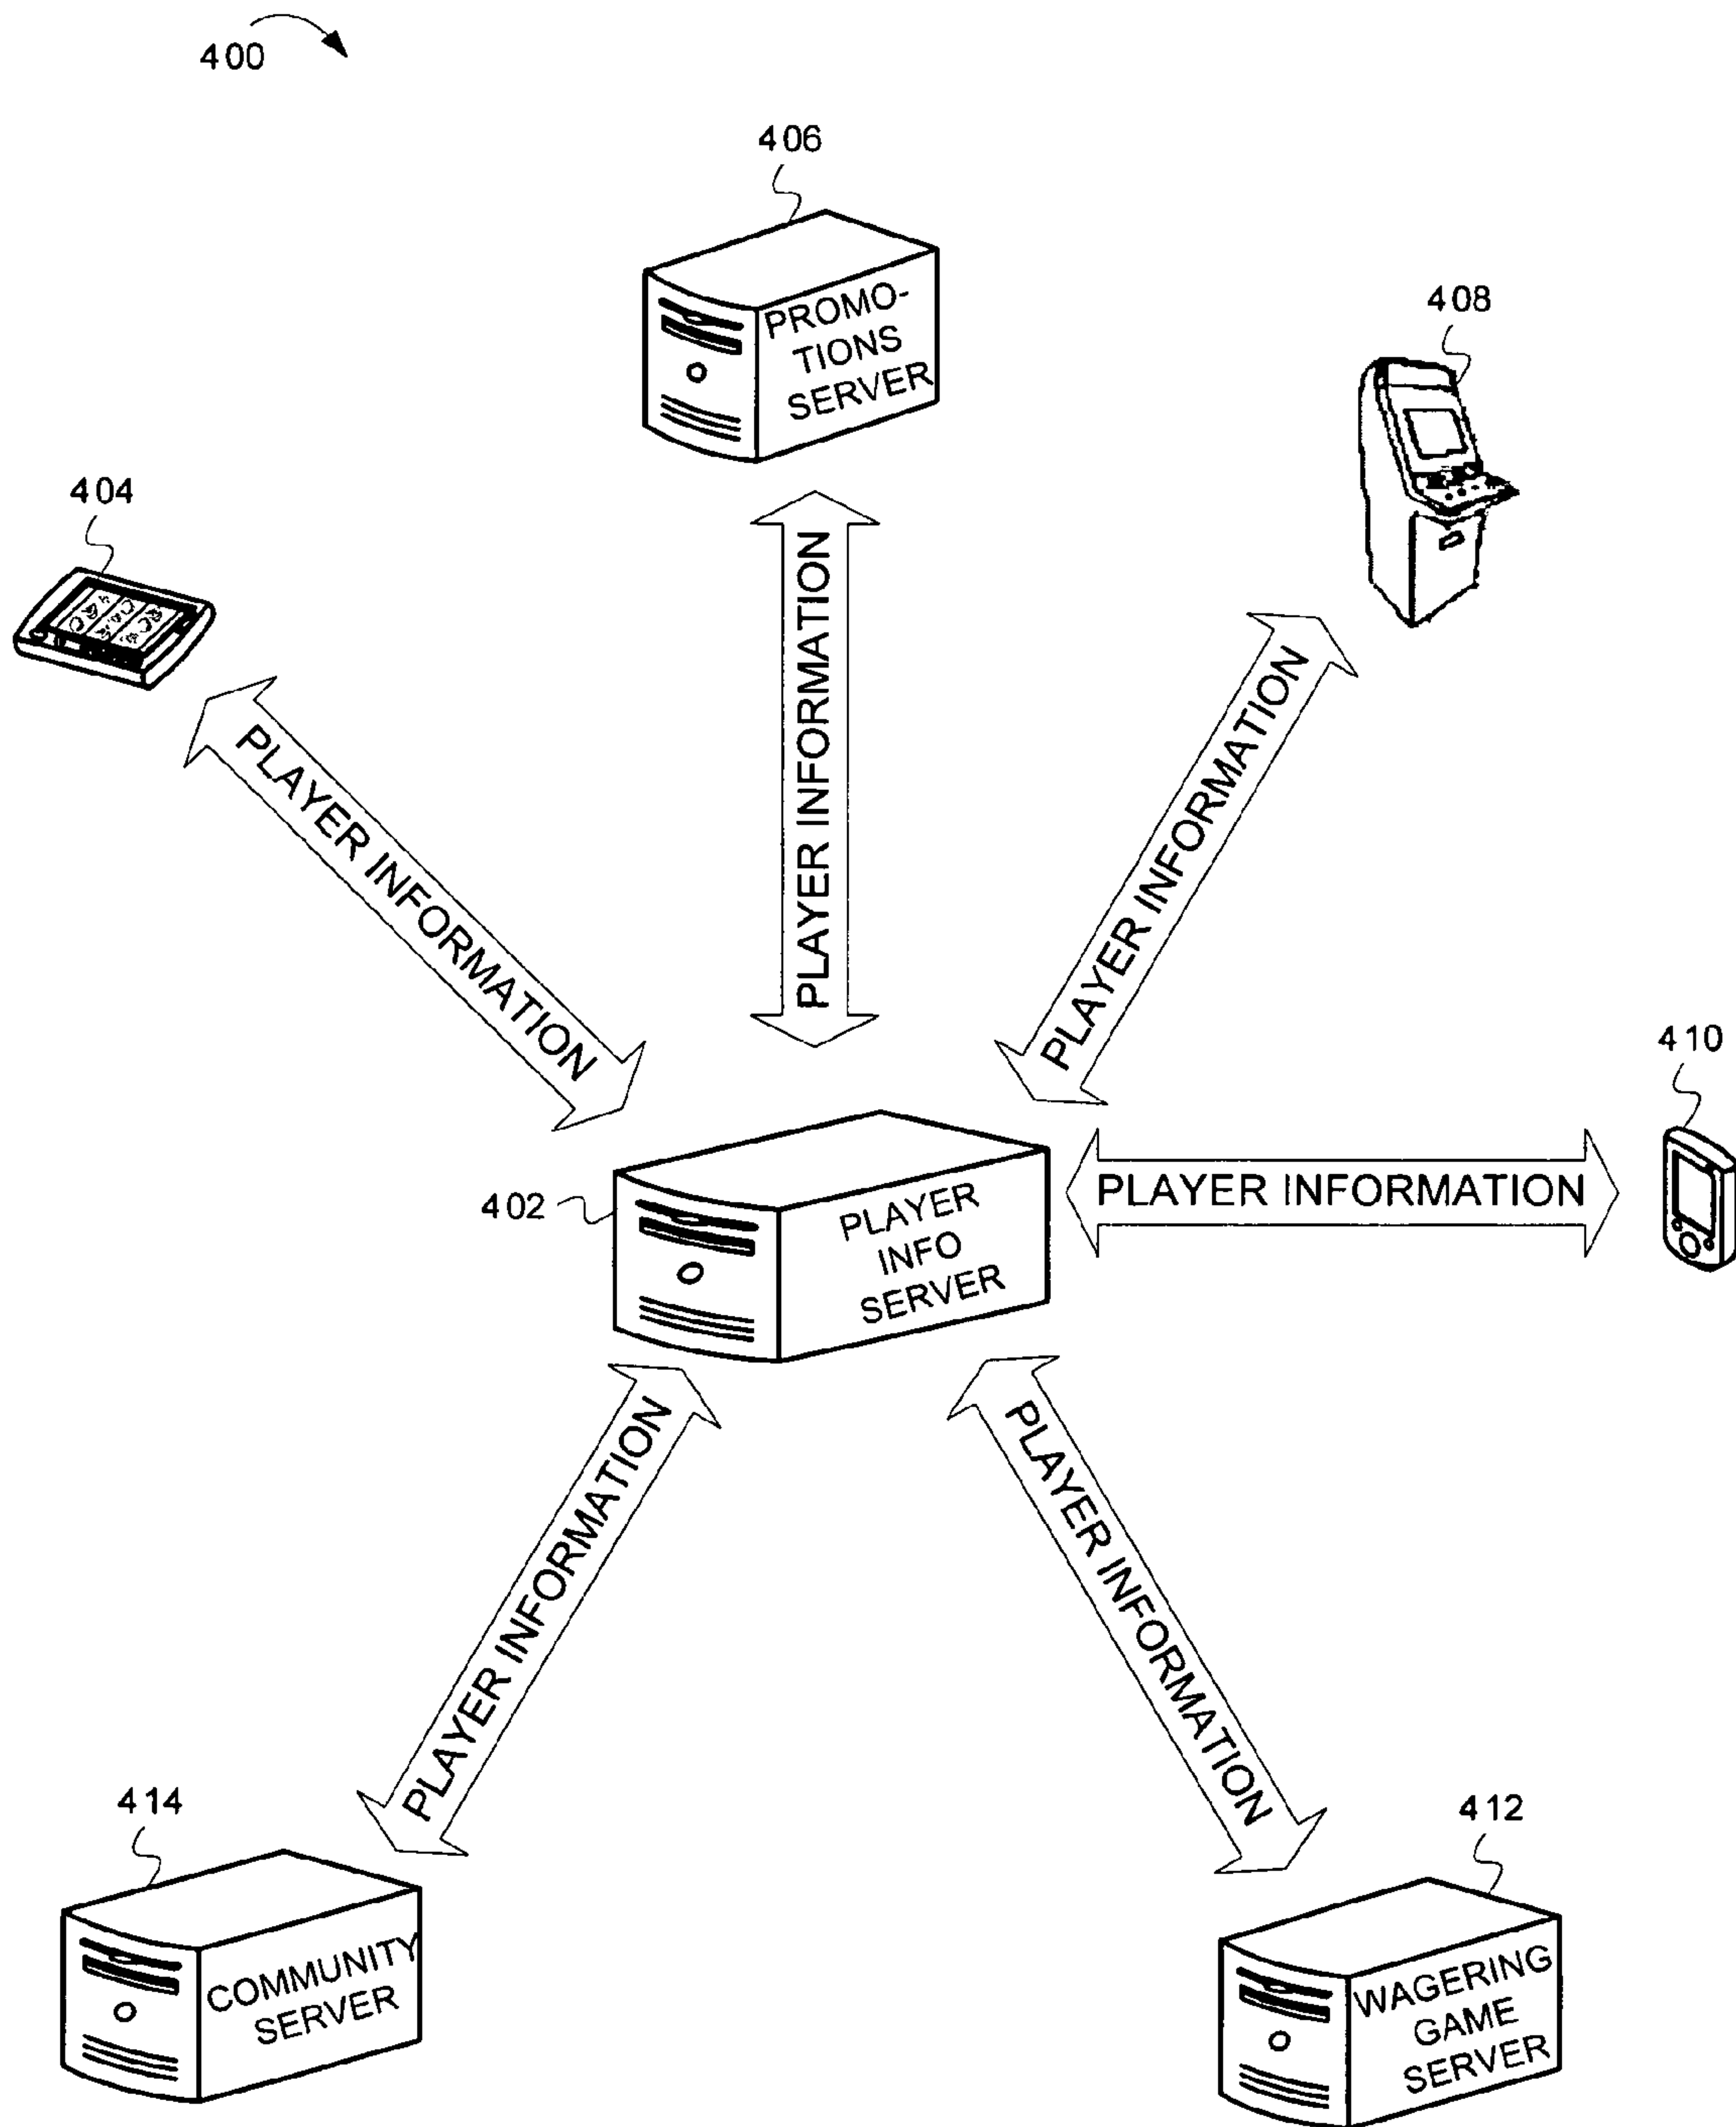 400
406
PROMO-
TIONS
SERVER
408
404
PLAYER INFORMATION
PLAYER INFORMATION
PLAYER INFORMATION
410
PLAYER INFORMATION
402
PLAYER
INFO
SERVER
PLAYER INFORMATION
PLAYER INFORMATION
414
COMMUNITY
SERVER
412
WAGERING
GAME
SERVER